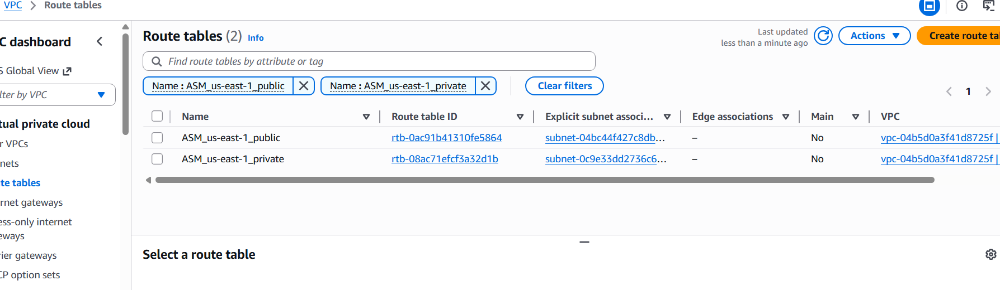 VPC > Route tables
C dashboard
S Global View
lter by VPC
tual private cloud
r VPCs
nets
te tables
rnet gateways
ess-only internet
eways
rier gateways
CP option sets
Route tables (2) Info
Last updated
less than a minute ago
Actions
Create route ta
Find route tables by attribute or tag
Name : ASM_us-east-1_public
Name : ASM_us-east-1_private
Clear filters
1
Name Route table ID Explicit subnet associ... Edge associations Main VPC
ASM_us-east-1_public rtb-0ac91b41310fe5864 subnet-04bc44f427c8db... – No vpc-04b5d0a3f41d8725f |
ASM_us-east-1_private rtb-08ac71efcf3a32d1b subnet-0c9e33dd2736c6... – No vpc-04b5d0a3f41d8725f |
Select a route table